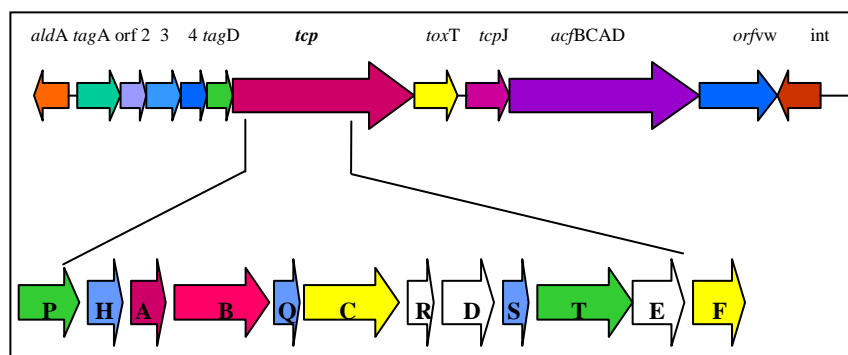 aldA tagA orf 2 3 4 tagD tcp toxT tcpJ acfBCAD orfvw int
P H A B Q C R D S T E F